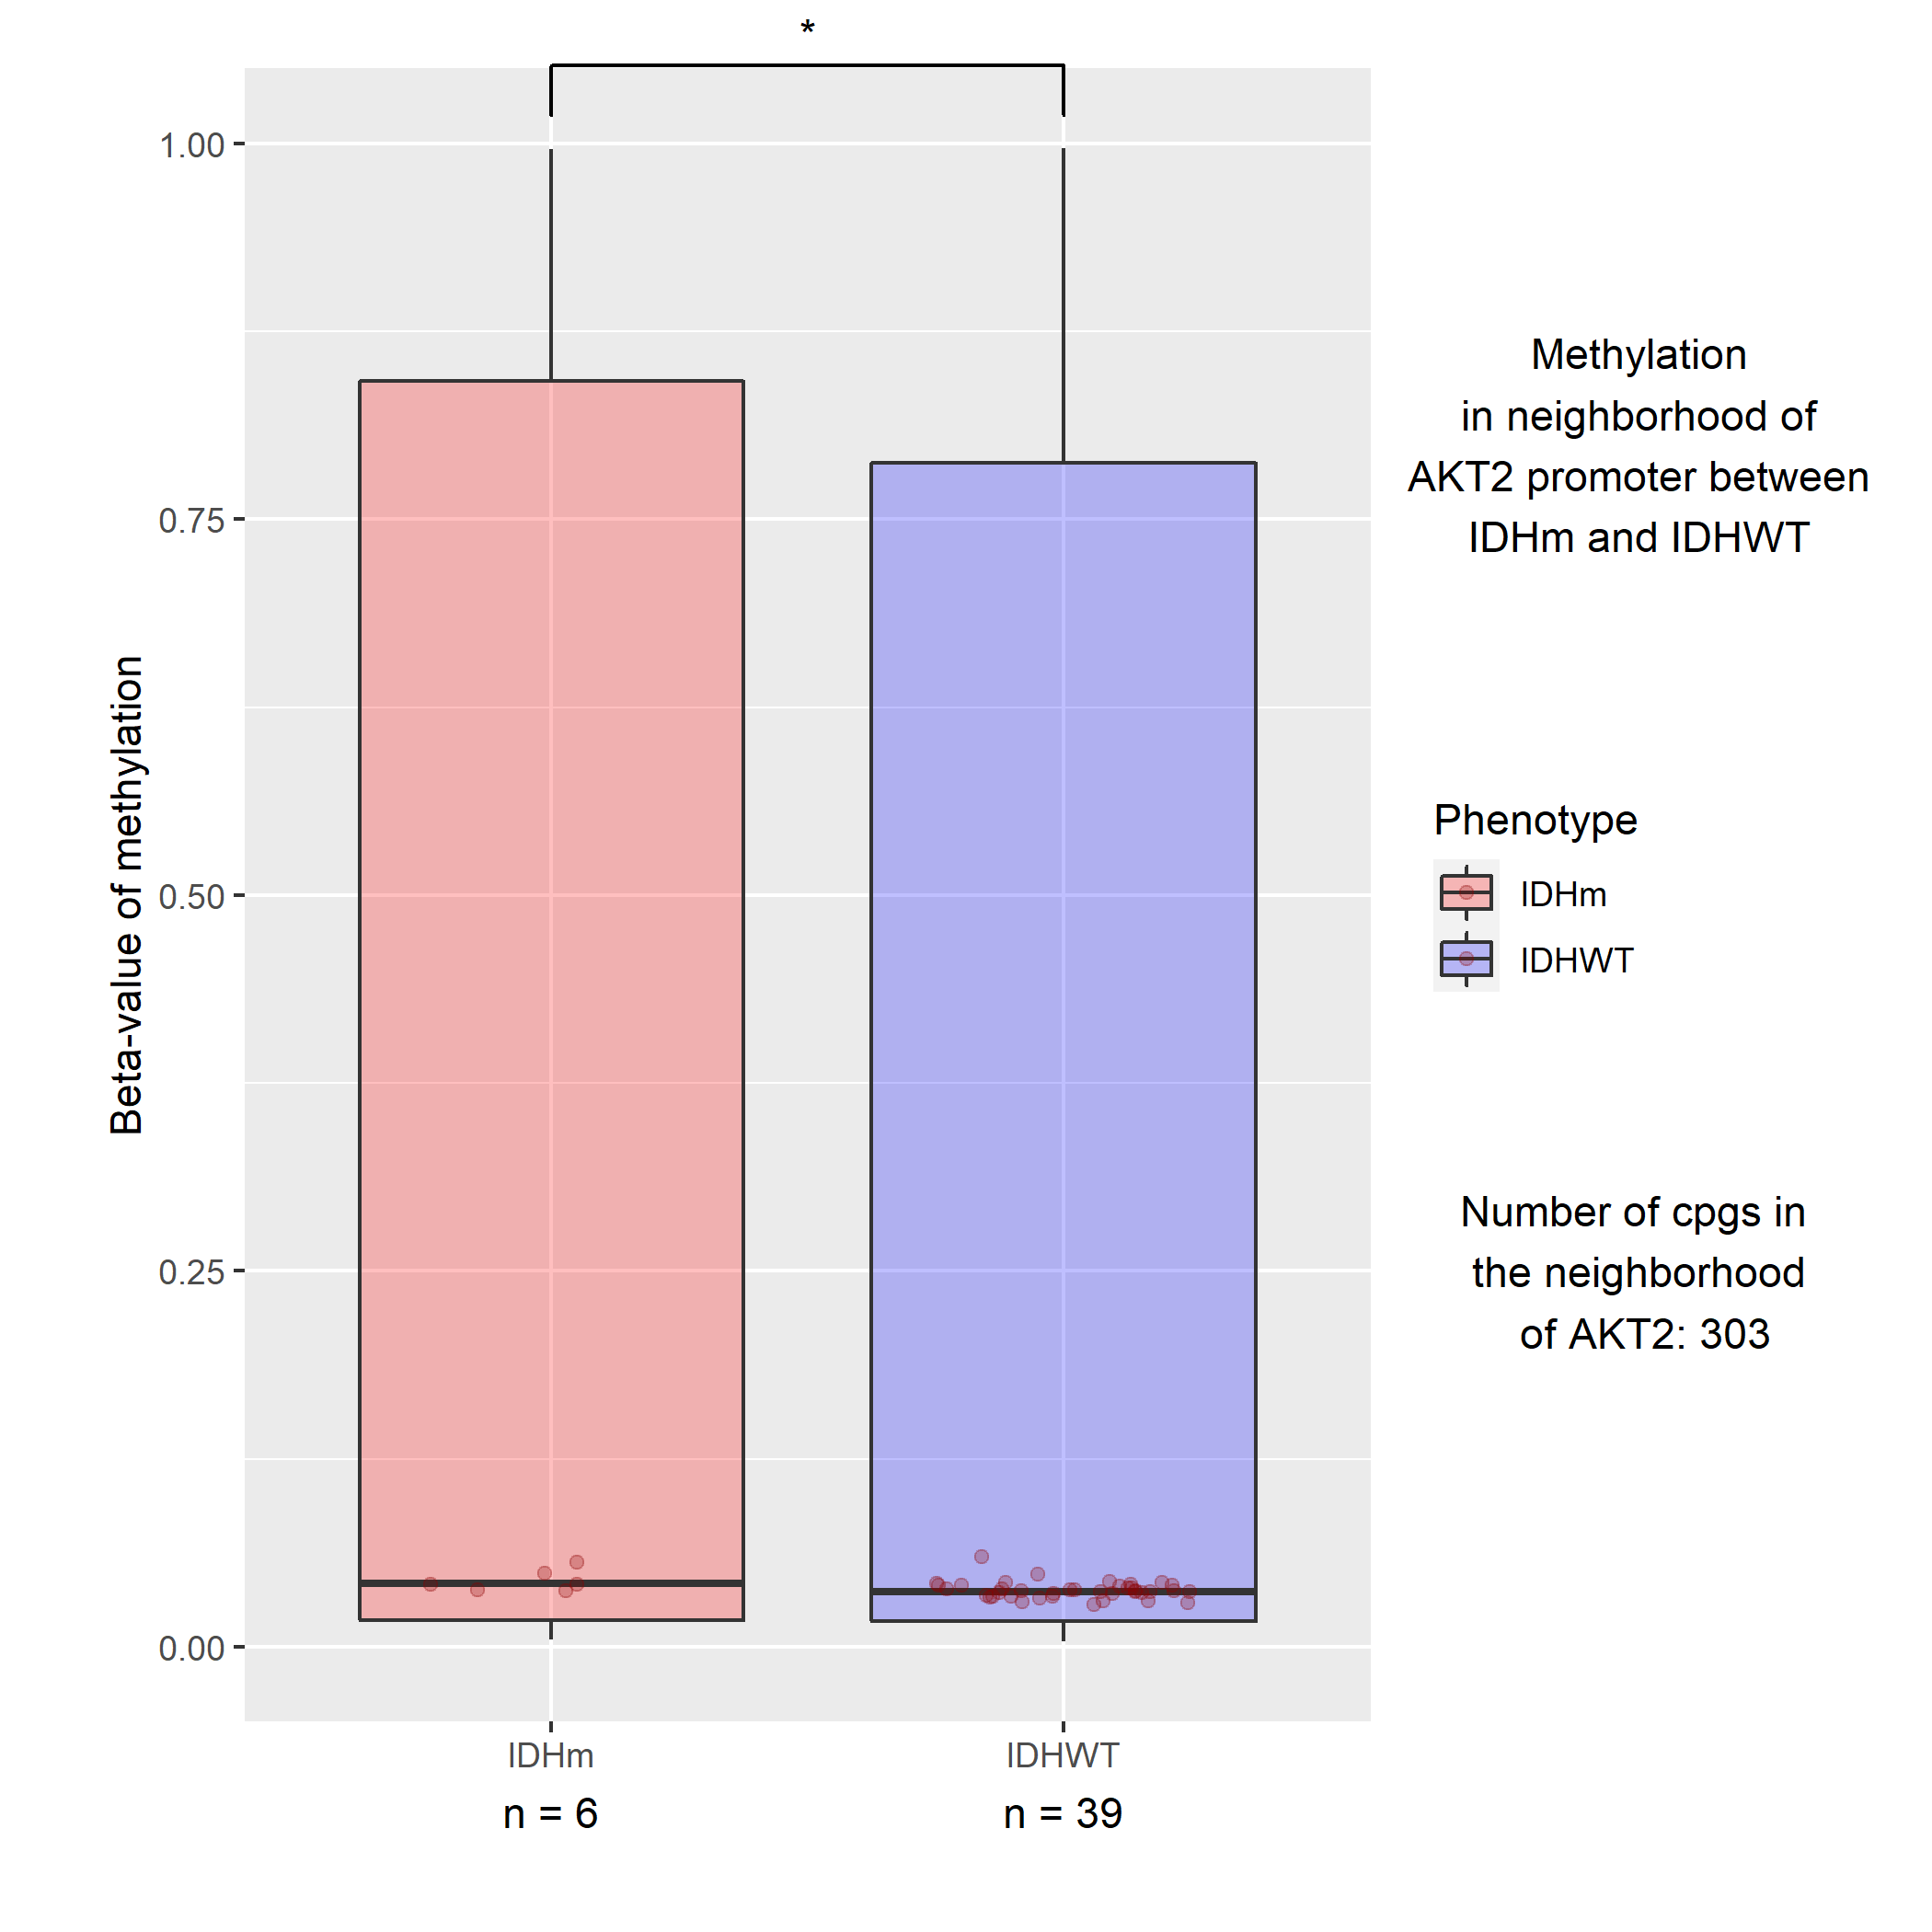 *
1.00
0.75
0.50
0.25
0.00
Beta-value of methylation
IDHm
IDHWT
n = 6
n = 39
Methylation
in neighborhood of
AKT2 promoter between
IDHm and IDHWT
Phenotype
IDHm
IDHWT
Number of cpgs in
the neighborhood
of AKT2: 303